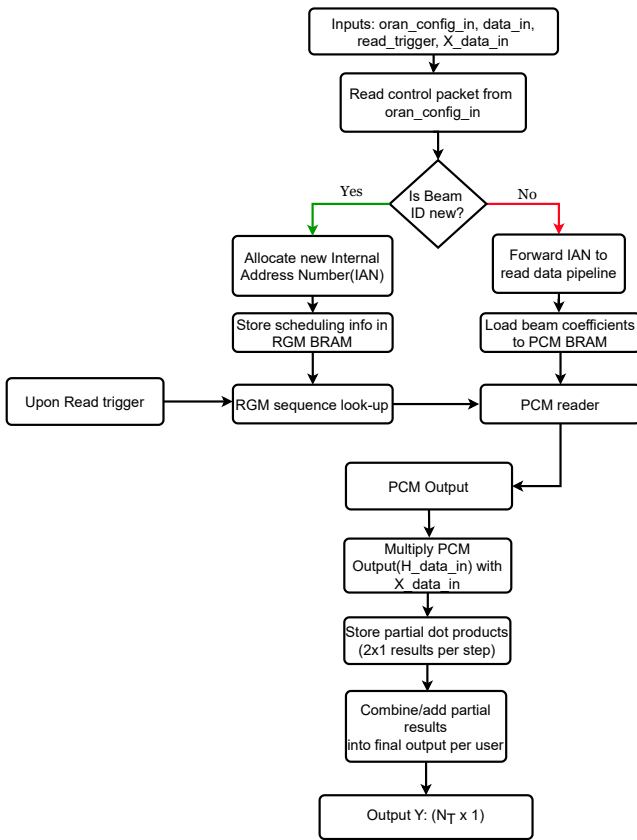 Inputs: oran_config_in, data_in,
read_trigger, X_data_in
Read control packet from
oran_config_in
Is Beam
ID new?
Yes
No
Allocate new Internal
Address Number(IAN)
Forward IAN to
read data pipeline
Store scheduling info in
RGM BRAM
Load beam coefficients
to PCM BRAM
Upon Read trigger
RGM sequence look-up
PCM reader
PCM Output
Multiply PCM
Output(H_data_in) with
X_data_in
Store partial dot products
(2x1 results per step)
Combine/add partial
results
into final output per user
Output Y: (N_T x 1)